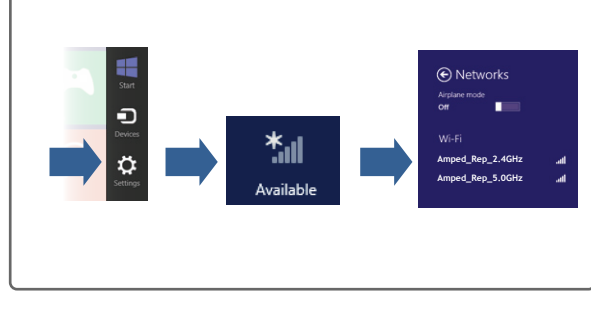 Start
Devices
Settings
Available
Networks
Airplane mode
Off
Wi-Fi
Amped_Rep_2.4GHz
Amped_Rep_5.0GHz